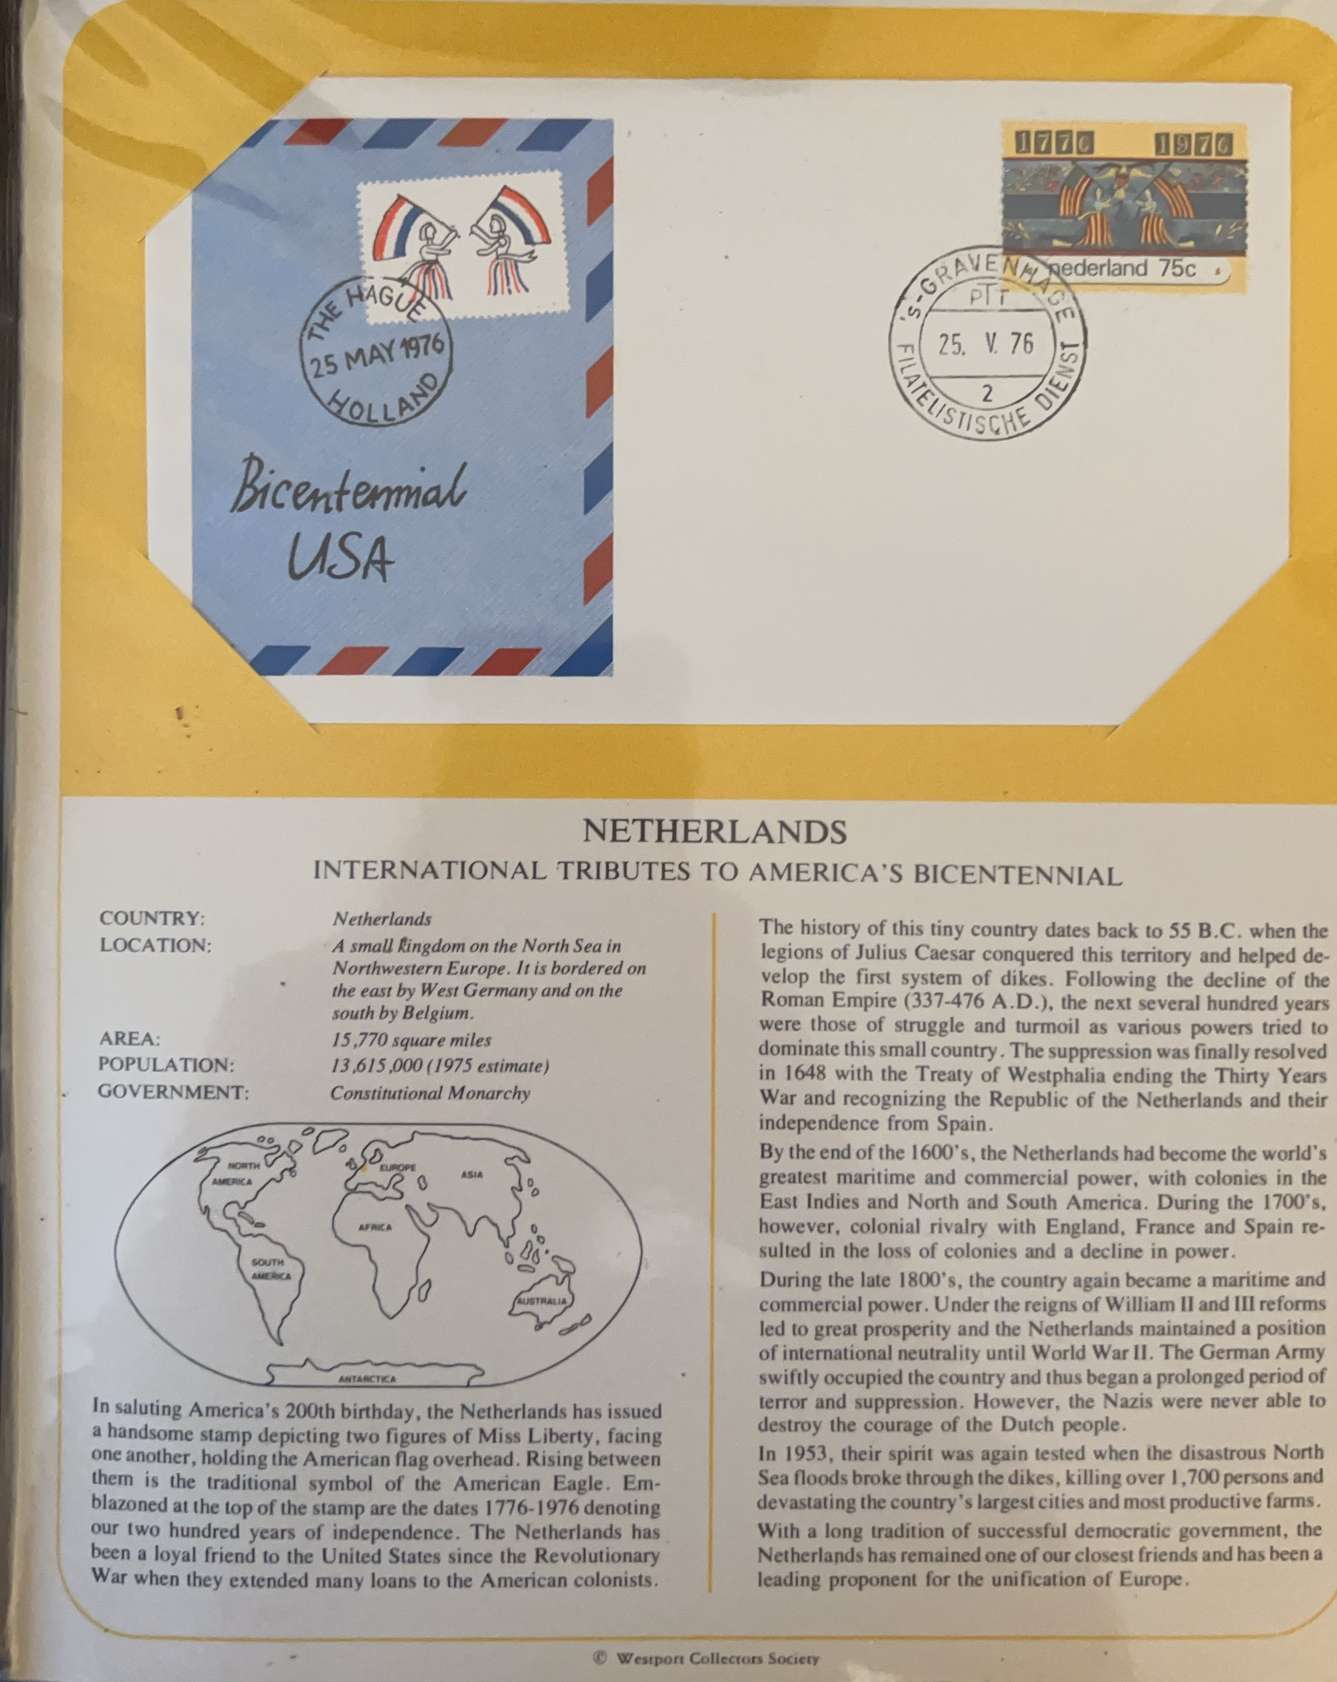 1776 1976
nederland 75c
's-GRAVENHAGE
PTT
25. V. 76
2
FILATELISTISCHE DIENST
THE HAGUE
25 MAY 1976
HOLLAND
Bicentennial
USA
NETHERLANDS
INTERNATIONAL TRIBUTES TO AMERICA'S BICENTENNIAL
COUNTRY: Netherlands
LOCATION: A small kingdom on the North Sea in
Northwestern Europe. It is bordered on
the east by West Germany and on the
south by Belgium.
AREA: 15,770 square miles
POPULATION: 13,615,000 (1975 estimate)
GOVERNMENT: Constitutional Monarchy
NORTH
AMERICA
EUROPE
ASIA
AFRICA
SOUTH
AMERICA
AUSTRALIA
ANTARCTICA
In saluting America's 200th birthday, the Netherlands has issued
a handsome stamp depicting two figures of Miss Liberty, facing
one another, holding the American flag overhead. Rising between
them is the traditional symbol of the American Eagle. Em-
blazoned at the top of the stamp are the dates 1776-1976 denoting
our two hundred years of independence. The Netherlands has
been a loyal friend to the United States since the Revolutionary
War when they extended many loans to the American colonists.
The history of this tiny country dates back to 55 B.C. when the
legions of Julius Caesar conquered this territory and helped de-
velop the first system of dikes. Following the decline of the
Roman Empire (337-476 A.D.), the next several hundred years
were those of struggle and turmoil as various powers tried to
dominate this small country. The suppression was finally resolved
in 1648 with the Treaty of Westphalia ending the Thirty Years
War and recognizing the Republic of the Netherlands and their
independence from Spain.
By the end of the 1600's, the Netherlands had become the world's
greatest maritime and commercial power, with colonies in the
East Indies and North and South America. During the 1700's,
however, colonial rivalry with England, France and Spain re-
sulted in the loss of colonies and a decline in power.
During the late 1800's, the country again became a maritime and
commercial power. Under the reigns of William II and III reforms
led to great prosperity and the Netherlands maintained a position
of international neutrality until World War II. The German Army
swiftly occupied the country and thus began a prolonged period of
terror and suppression. However, the Nazis were never able to
destroy the courage of the Dutch people.
In 1953, their spirit was again tested when the disastrous North
Sea floods broke through the dikes, killing over 1,700 persons and
devastating the country's largest cities and most productive farms.
With a long tradition of successful democratic government, the
Netherlands has remained one of our closest friends and has been a
leading proponent for the unification of Europe.
© Westport Collectors Society